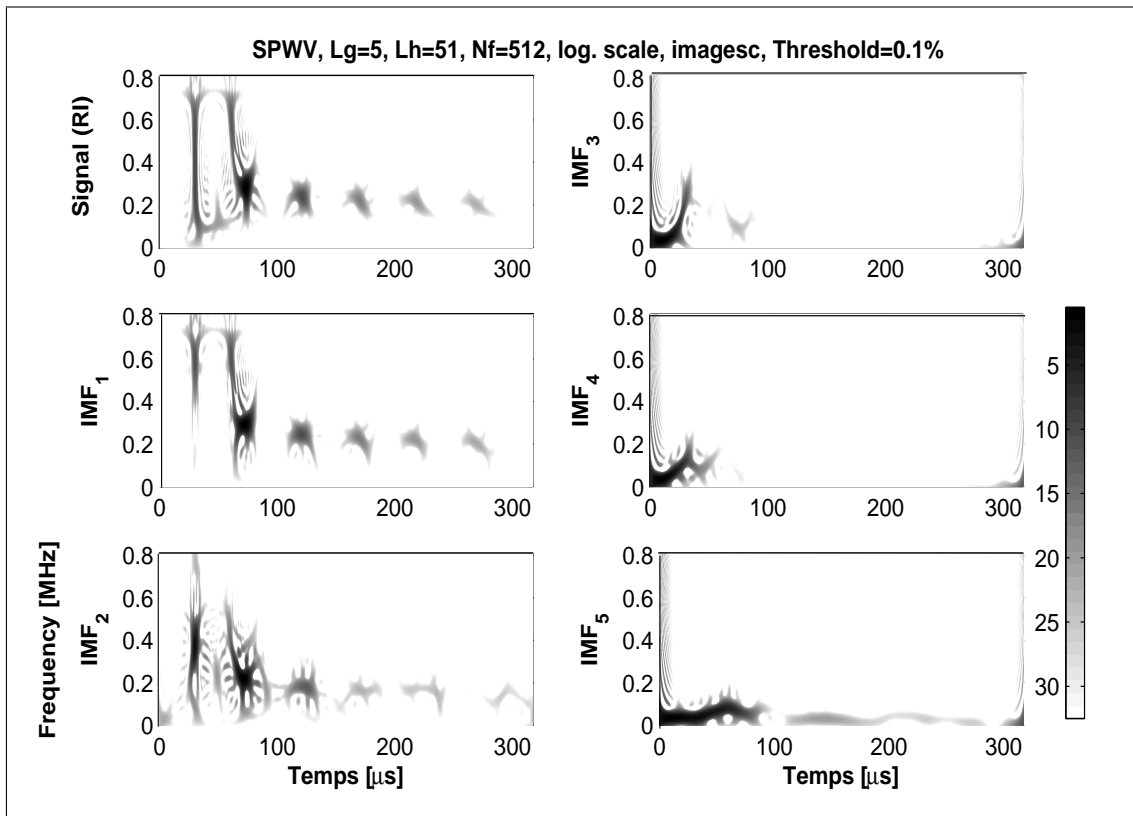 SPWV, Lg=5, Lh=51, Nf=512, log. scale, imagesc, Threshold=0.1%
Signal (RI)
0.8
0.6
0.4
0.2
0
0 100 200 300
IMF3
0.8
0.6
0.4
0.2
0
0 100 200 300
IMF1
0.8
0.6
0.4
0.2
0
0 100 200 300
IMF4
0.8
0.6
0.4
0.2
0
0 100 200 300
Frequency [MHz]
IMF2
0.8
0.6
0.4
0.2
0
0 100 200 300
Temps [μs]
IMF5
0.8
0.6
0.4
0.2
0
0 100 200 300
Temps [μs]
5
10
15
20
25
30